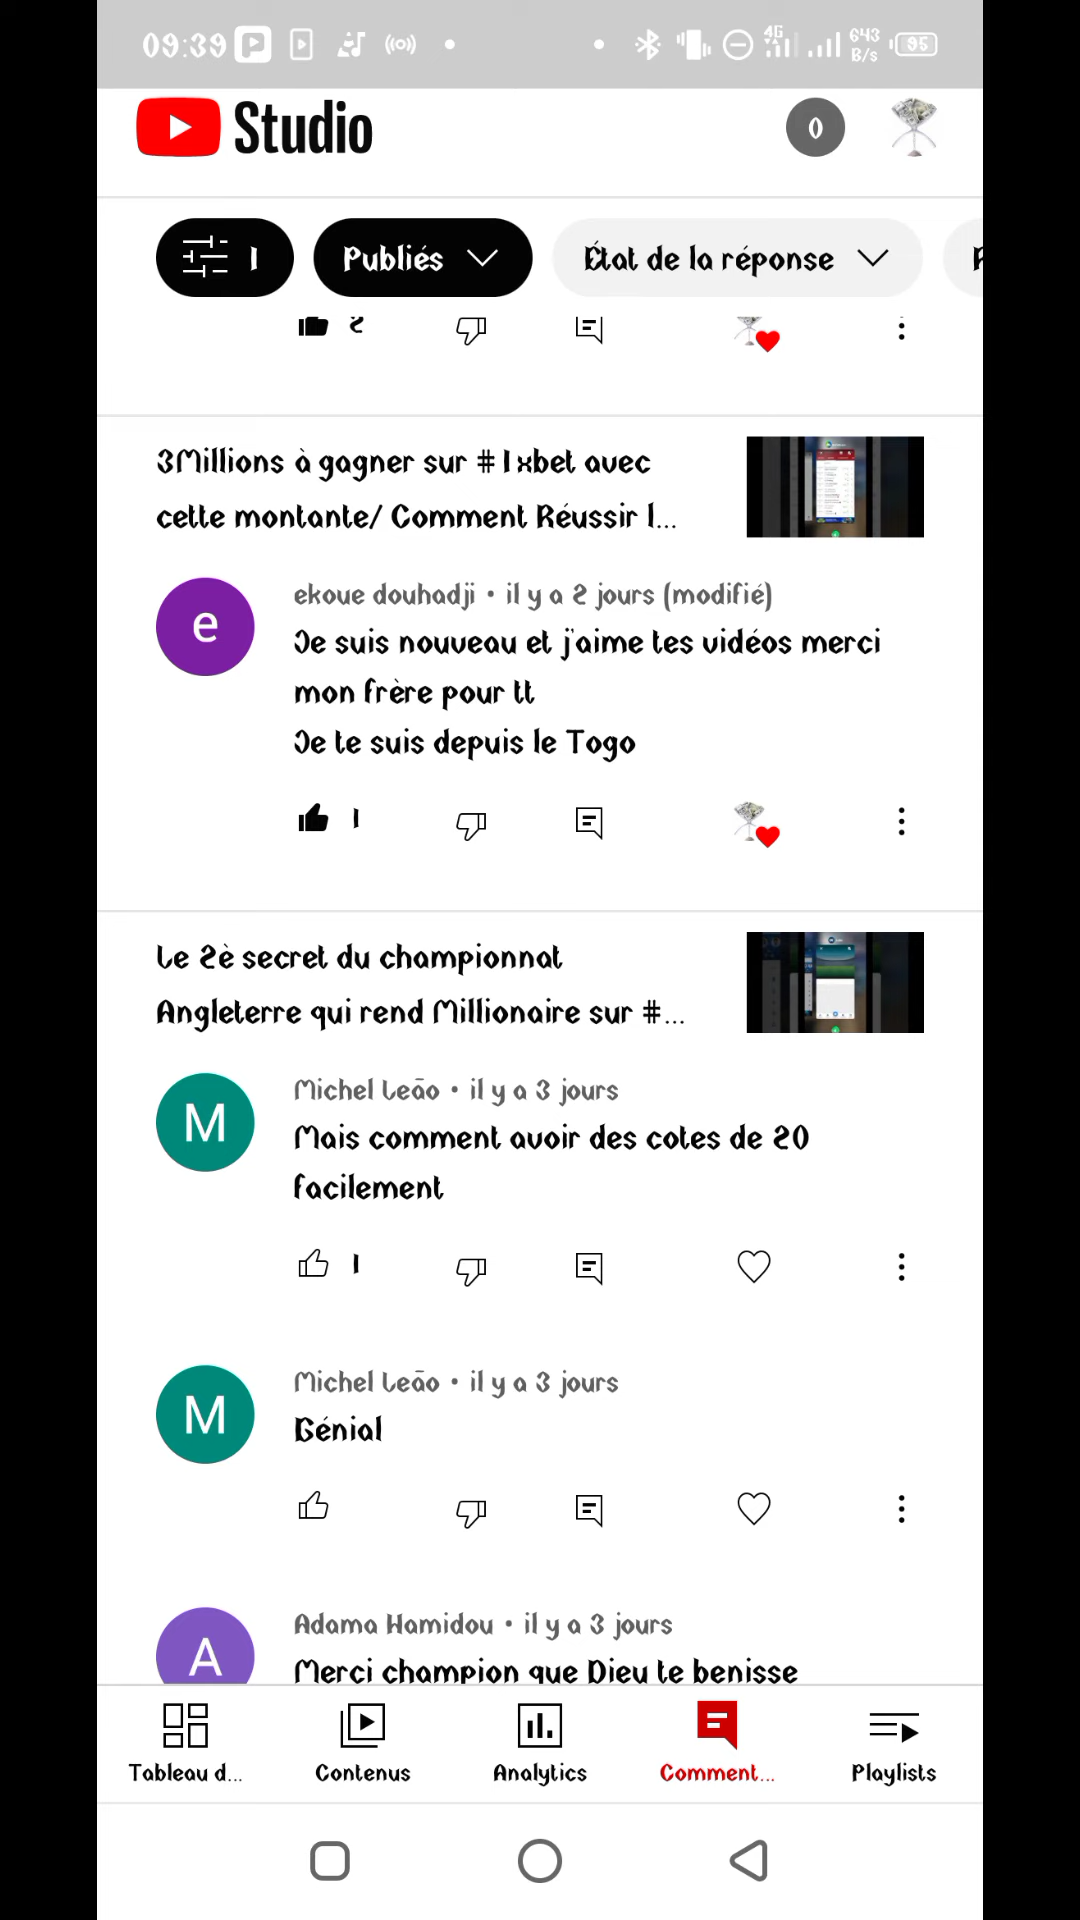 09:39 4G 643 B/s 95
Studio 0
1 Publiés État de la réponse
2
3Millions à gagner sur #1xbet avec
cette montante/ Comment Réussir l...
e
ekoue douhadji • il y a 2 jours (modifié)
Je suis nouveau et j'aime tes vidéos merci
mon frère pour tt
Je te suis depuis le Togo
1
Le 2è secret du championnat
Angleterre qui rend Millionaire sur #...
M
Michel Leão • il y a 3 jours
Mais comment avoir des cotes de 20
facilement
1
M
Michel Leão • il y a 3 jours
Génial
A
Adama Hamidou • il y a 3 jours
Merci champion que Dieu te benisse
Tableau d... Contenus Analytics Comment... Playlists